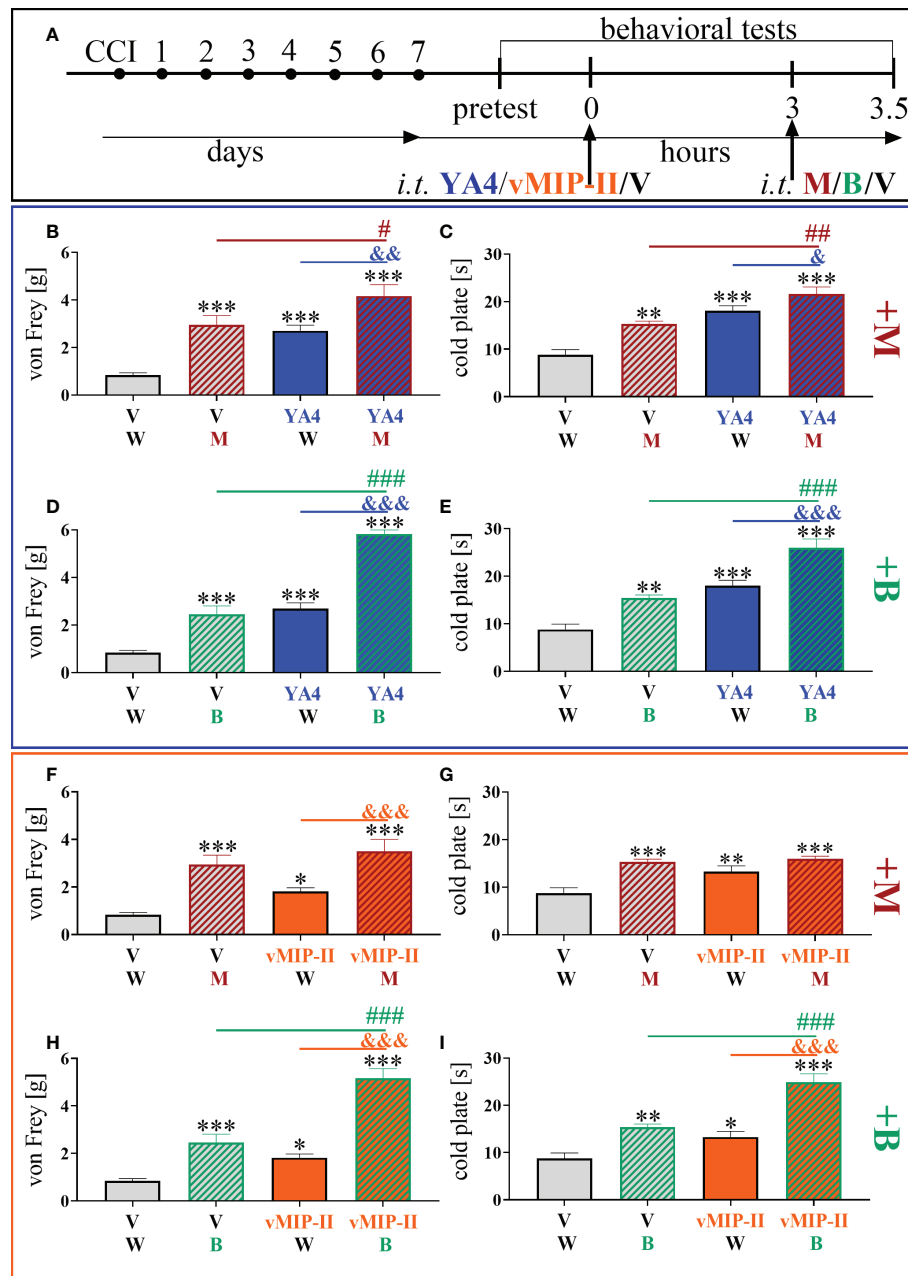 A
CCI 1 2 3 4 5 6 7
behavioral tests
pretest 0 3 3.5
days hours
i.t. YA4/vMIP-II/V i.t. M/B/V
B
von Frey [g]
6
4
2
0
#
&&
*** *** ***
V V YA4 YA4
W M W M
C
cold plate [s]
30
20
10
0
##
&
** *** ***
V V YA4 YA4
W M W M
+M
D
von Frey [g]
6
4
2
0
###
&&&
*** *** ***
V V YA4 YA4
W B W B
E
cold plate [s]
30
20
10
0
###
&&&
** *** ***
V V YA4 YA4
W B W B
+B
F
von Frey [g]
6
4
2
0
&&&
*** * ***
V V vMIP-II vMIP-II
W M W M
G
cold plate [s]
30
20
10
0
*** ** ***
V V vMIP-II vMIP-II
W M W M
+M
H
von Frey [g]
6
4
2
0
###
&&&
*** * ***
V V vMIP-II vMIP-II
W B W B
I
cold plate [s]
30
20
10
0
###
&&&
** * ***
V V vMIP-II vMIP-II
W B W B
+B